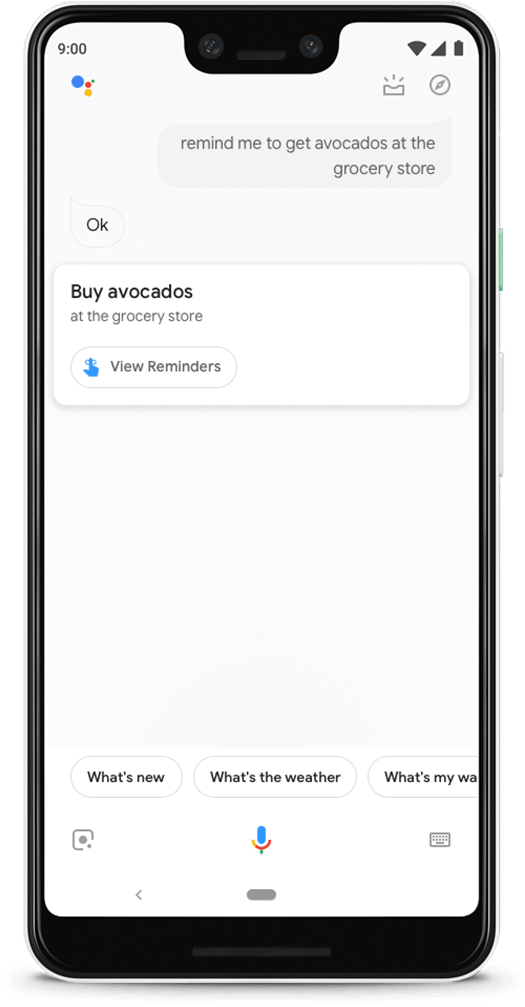 9:00
remind me to get avocados at the
grocery store
Ok
Buy avocados
at the grocery store
View Reminders
What's new
What's the weather
What's my wa